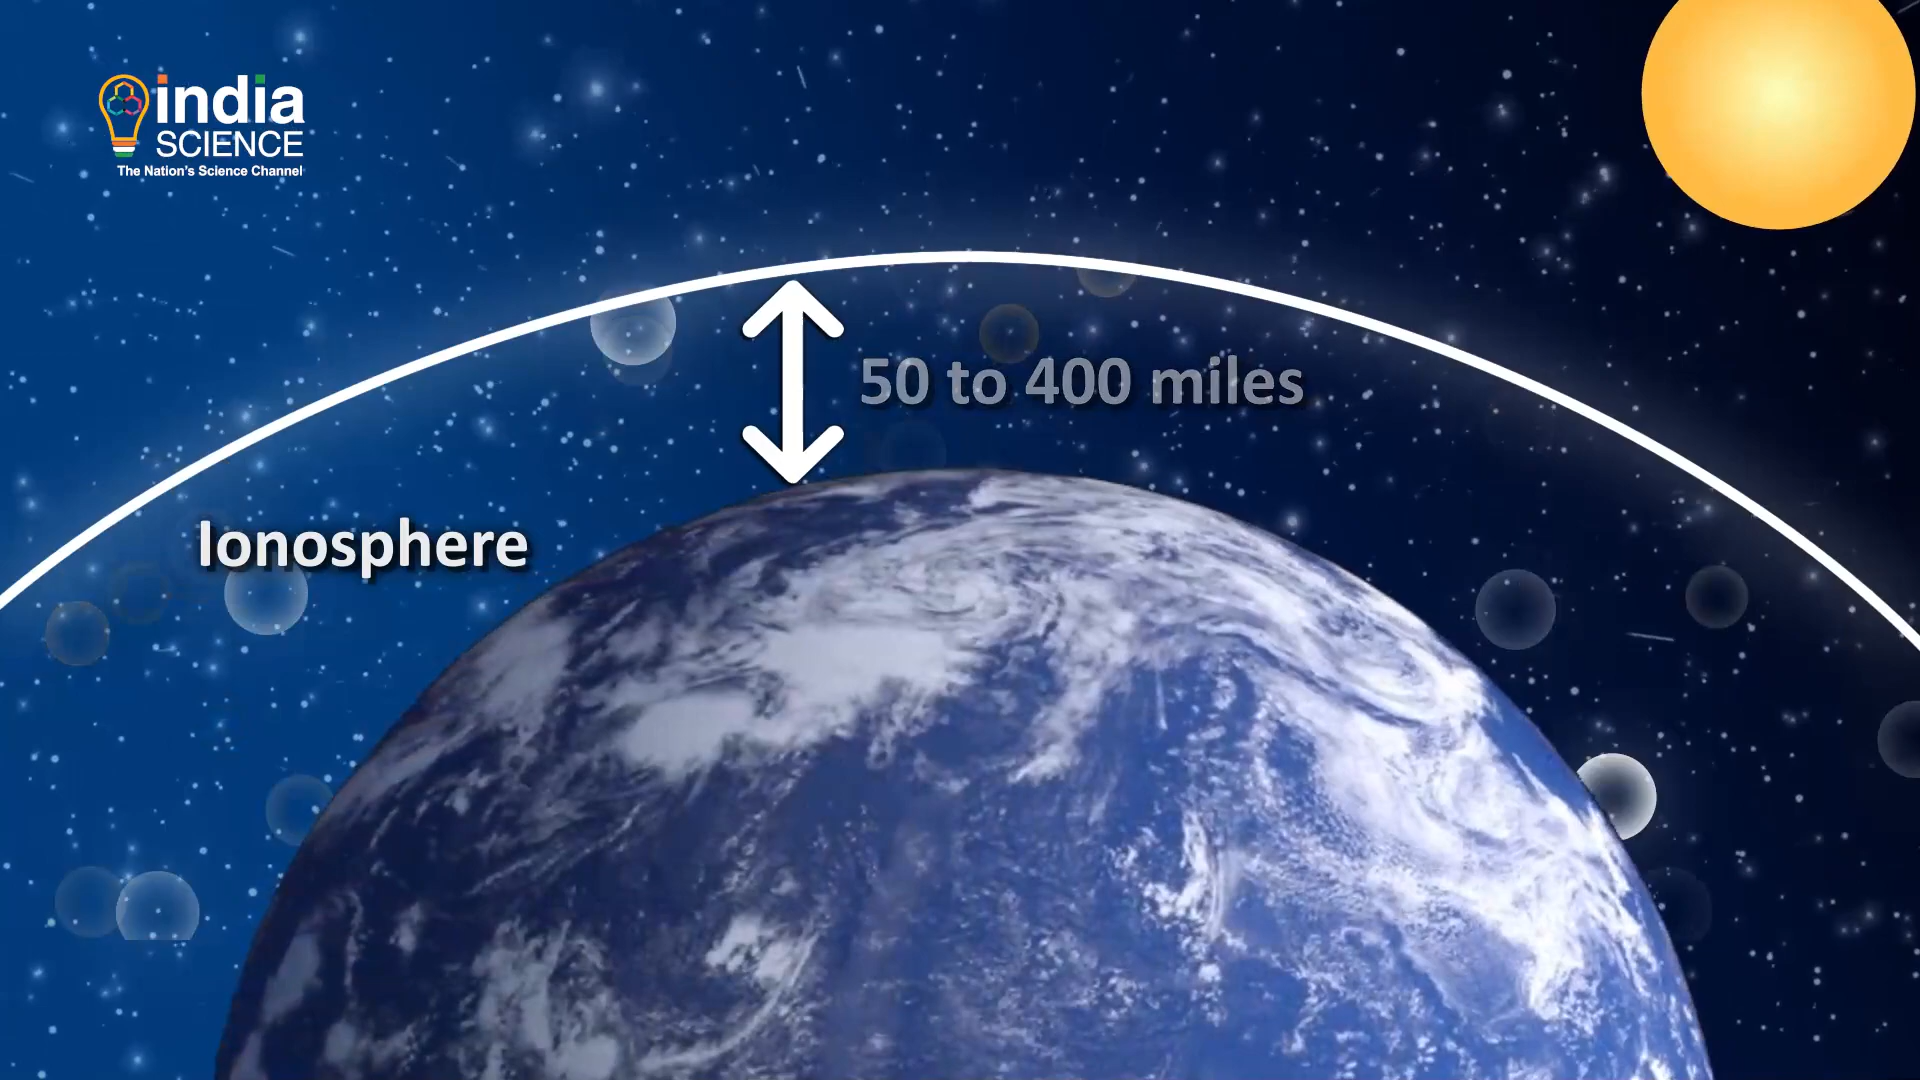 india
SCIENCE
The Nation's Science Channel
50 to 400 miles
Ionosphere